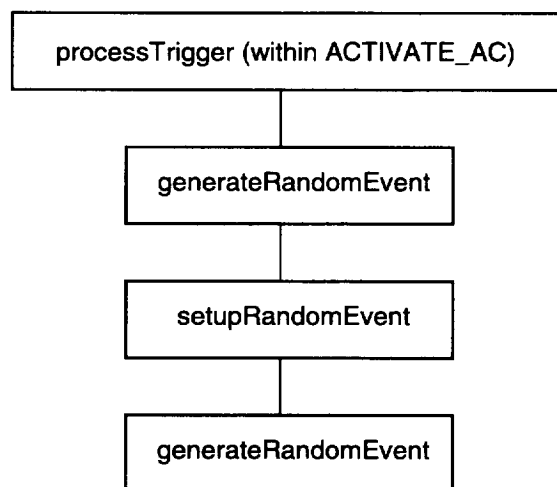 processTrigger (within ACTIVATE_AC)
generateRandomEvent
setupRandomEvent
generateRandomEvent